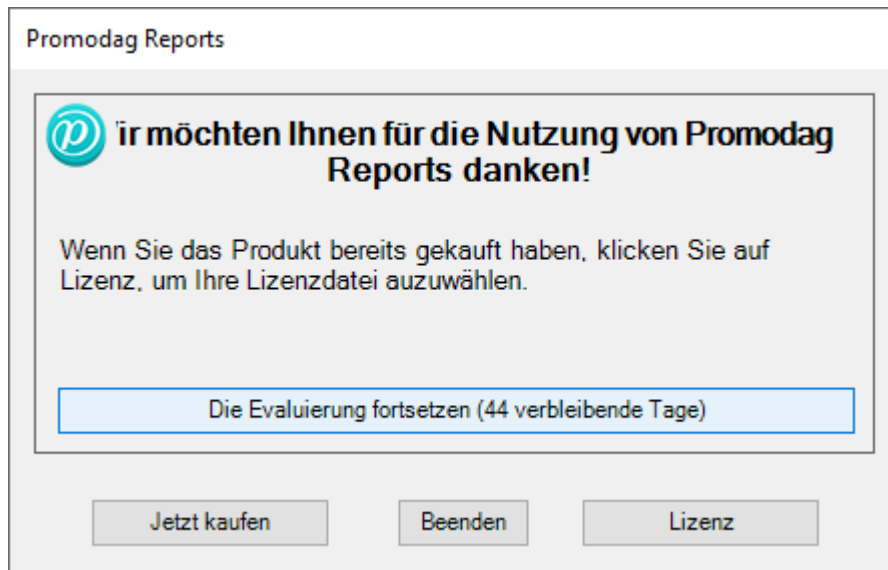 Promodag Reports
ir möchten Ihnen für die Nutzung von Promodag
Reports danken!
Wenn Sie das Produkt bereits gekauft haben, klicken Sie auf
Lizenz, um Ihre Lizenzdatei auzuwählen.
Die Evaluierung fortsetzen (44 verbleibende Tage)
Jetzt kaufen
Beenden
Lizenz